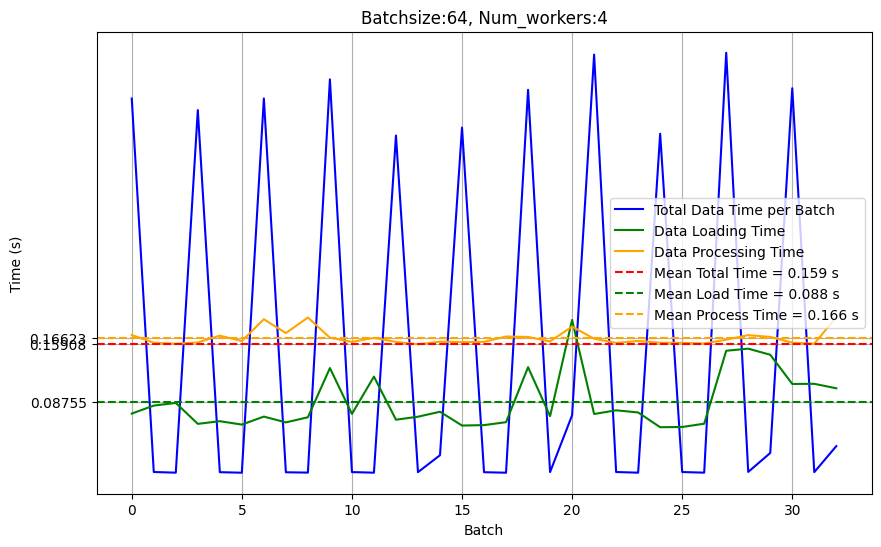 Batchsize:64, Num_workers:4
Time (s)
0.16623
0.08755
Total Data Time per Batch
Data Loading Time
Data Processing Time
Mean Total Time = 0.159 s
Mean Load Time = 0.088 s
Mean Process Time = 0.166 s
0 5 10 15 20 25 30
Batch